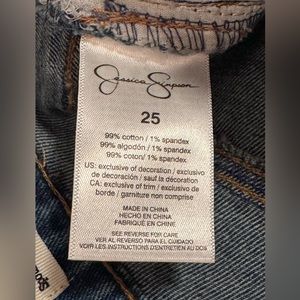 Jessica Simpson
25
99% cotton / 1% spandex
99% algodón / 1% spandex
99% coton / 1% spandex
US: exclusive of decoration / exclusivo
de decoración / sauf la décoration
CA: exclusive of trim / exclusivo de
borde / garniture non comprise
MADE IN CHINA
HECHO EN CHINA
FABRIQUÉ EN CHINE
SEE REVERSE FOR CARE
VER AL REVERSO PARA EL CUIDADO
VOIR LES INSTRUCTIONS D'ENTRETIEN AU DOS